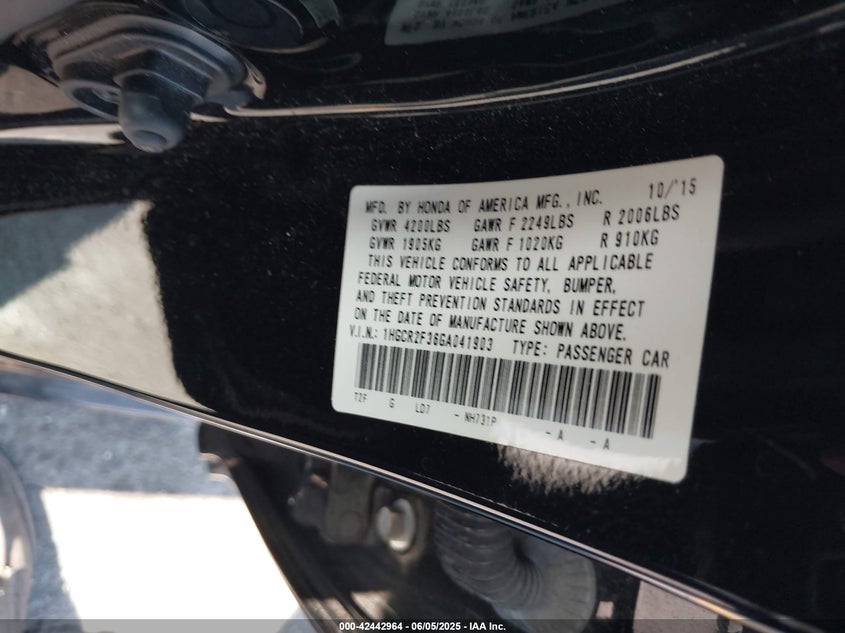 MFD. BY HONDA OF AMERICA MFG., INC. 10/'15
GVWR 4200LBS GAWR F 2249LBS R 2006LBS
GVWR 1905KG GAWR F 1020KG R 910KG
THIS VEHICLE CONFORMS TO ALL APPLICABLE
FEDERAL MOTOR VEHICLE SAFETY, BUMPER,
AND THEFT PREVENTION STANDARDS IN EFFECT
ON THE DATE OF MANUFACTURE SHOWN ABOVE.
V.I.N.: 1HGCR2F36GA041903 TYPE: PASSENGER CAR
T2F G LD7 - NH731P - A - A
000-42442964 - 06/05/2025 - IAA Inc.